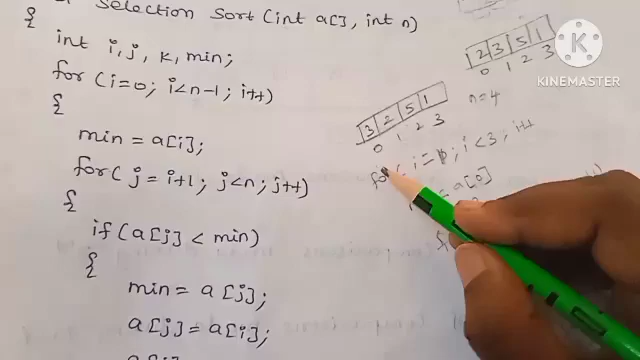 Selection Sort (int a[], int n)
{
int i, j, k, min;
for (i=0; i<n-1; i++)
{
min = a[i];
for( j = i+1; j<n; j++)
{
if (a[j] < min)
{
min = a[j];
a[j] = a[i];
2 3 5 1
0 1 2 3
n=4
3 2 5 1
0 1 2 3
for( i = ; i<3; i++
= a[0]
K
KINEMASTER